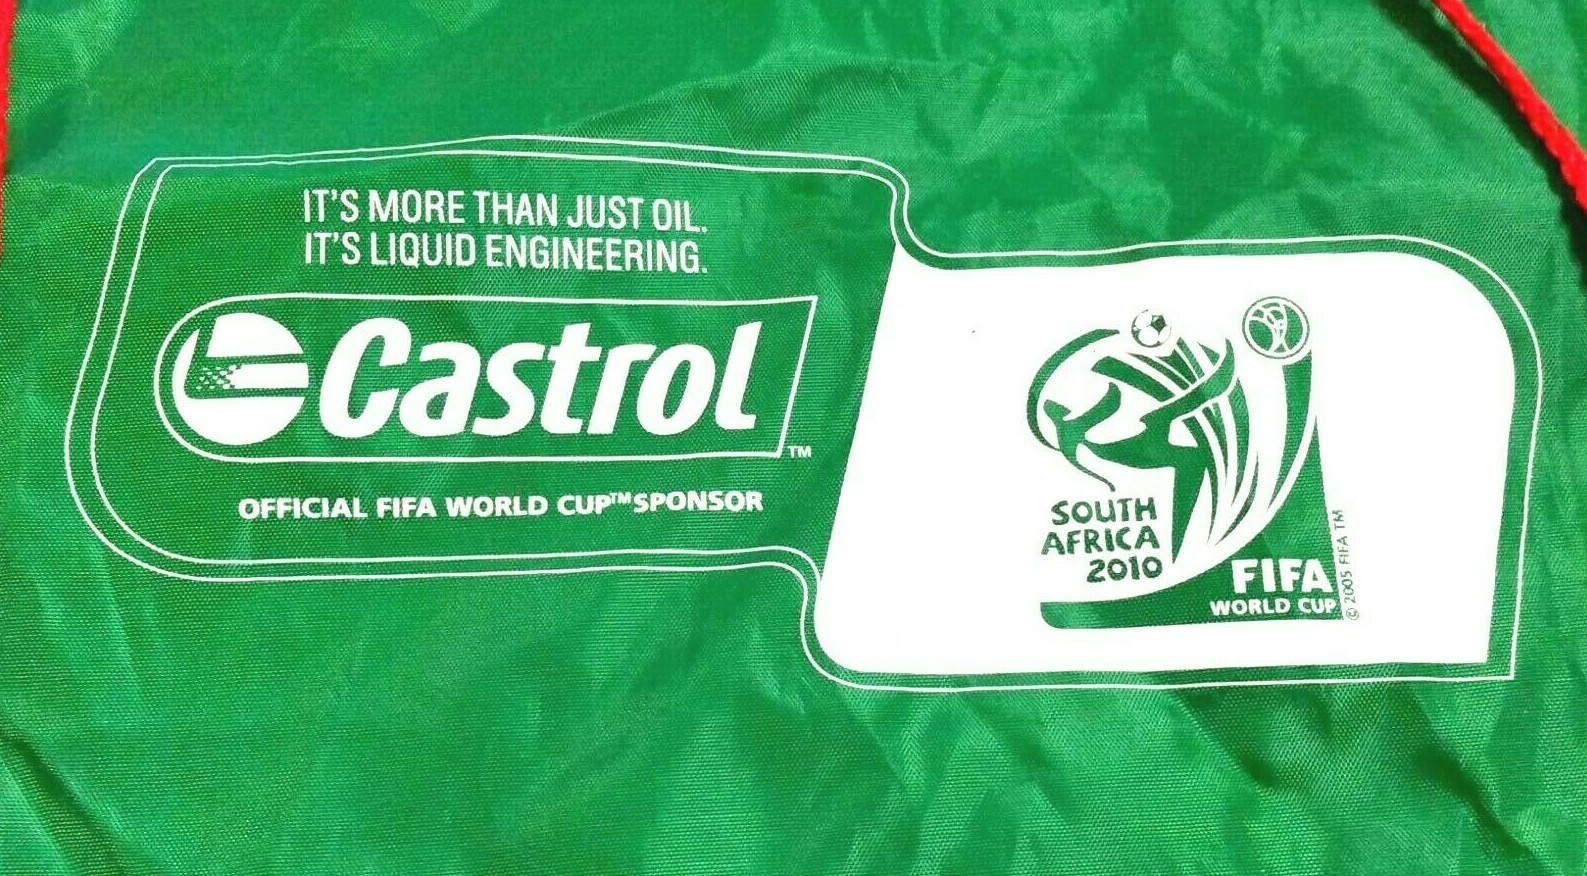 IT'S MORE THAN JUST OIL.
IT'S LIQUID ENGINEERING.
Castrol
TM
OFFICIAL FIFA WORLD CUP™ SPONSOR
SOUTH
AFRICA
2010
FIFA
WORLD CUP
© 2005 FIFA TM